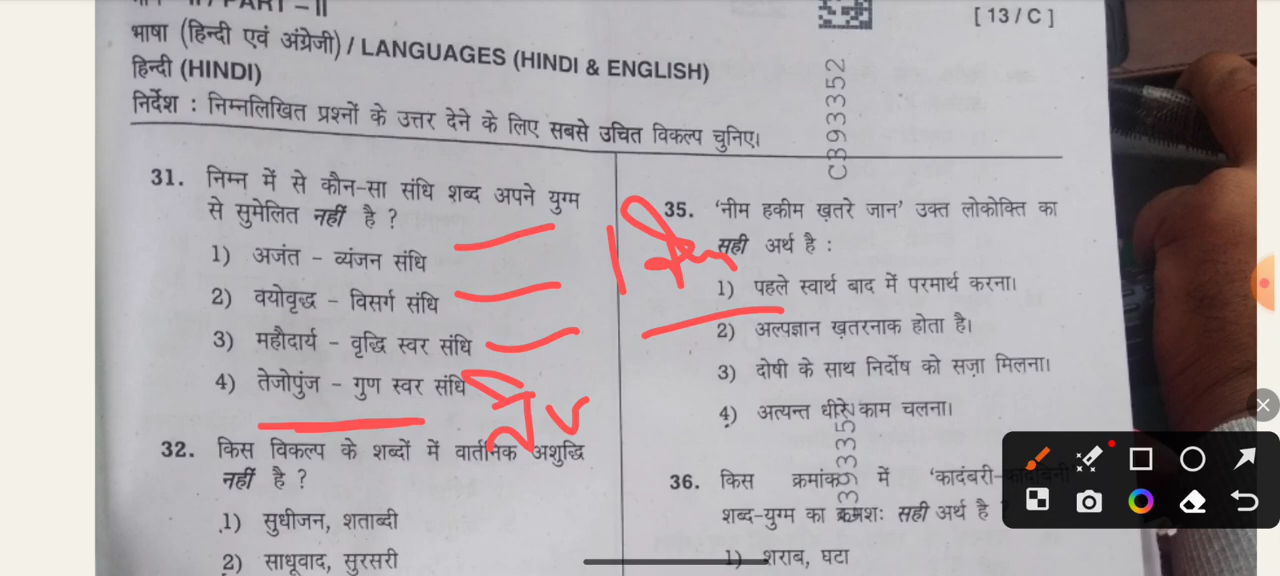 / PART – II
[ 13 / C ]
भाषा (हिन्दी एवं अंग्रेजी) / LANGUAGES (HINDI & ENGLISH)
हिन्दी (HINDI)
निर्देश : निम्नलिखित प्रश्नों के उत्तर देने के लिए सबसे उचित विकल्प चुनिए।
C393352
31. निम्न में से कौन-सा संधि शब्द अपने युग्म
से सुमेलित नहीं है ?
1) अजंत – व्यंजन संधि
2) वयोवृद्ध – विसर्ग संधि
3) महौदार्य – वृद्धि स्वर संधि
4) तेजोपुंज – गुण स्वर संधि
32. किस विकल्प के शब्दों में वार्तनिक अशुद्धि
नहीं है ?
1) सुधीजन, शताब्दी
2) साधूवाद, सुरसरी
35. 'नीम हकीम ख़तरे जान' उक्त लोकोक्ति का
सही अर्थ है :
1) पहले स्वार्थ बाद में परमार्थ करना।
2) अल्पज्ञान ख़तरनाक होता है।
3) दोषी के साथ निर्दोष को सज़ा मिलना।
4) अत्यन्त धीरे काम चलना।
36. किस क्रमांक में 'कादंबरी-कादंबिनी'
शब्द-युग्म का क्रमशः सही अर्थ है
1) शराब, घटा